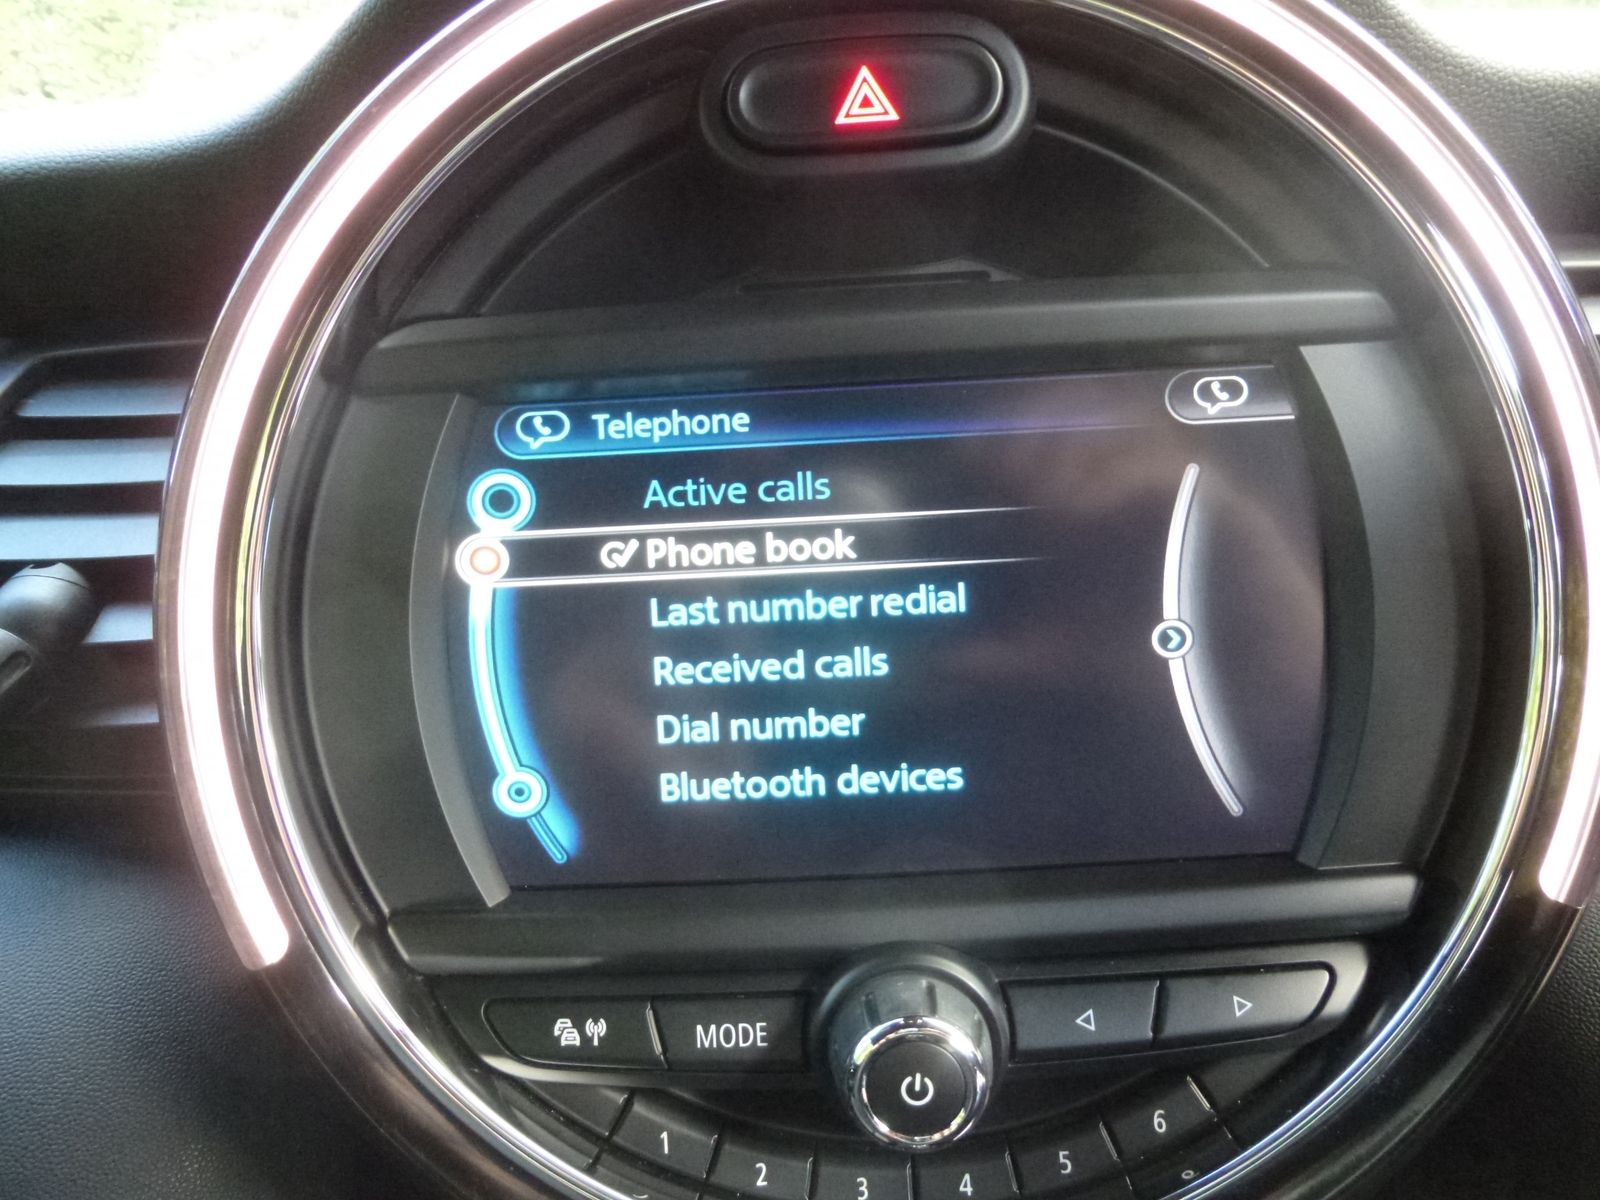 Telephone
Active calls
Phone book
Last number redial
Received calls
Dial number
Bluetooth devices
MODE
1 2 3 4 5 6